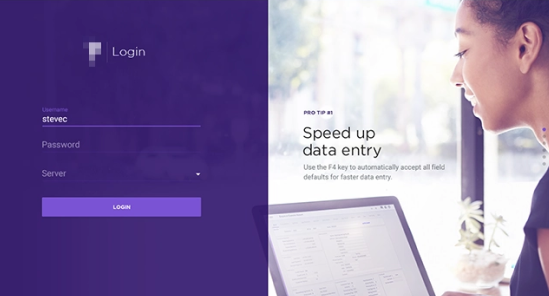 Login
Username
stevec
Password
Server
LOGIN
PRO TIP #1
Speed up
data entry
Use the F4 key to automatically accept all field
defaults for faster data entry.